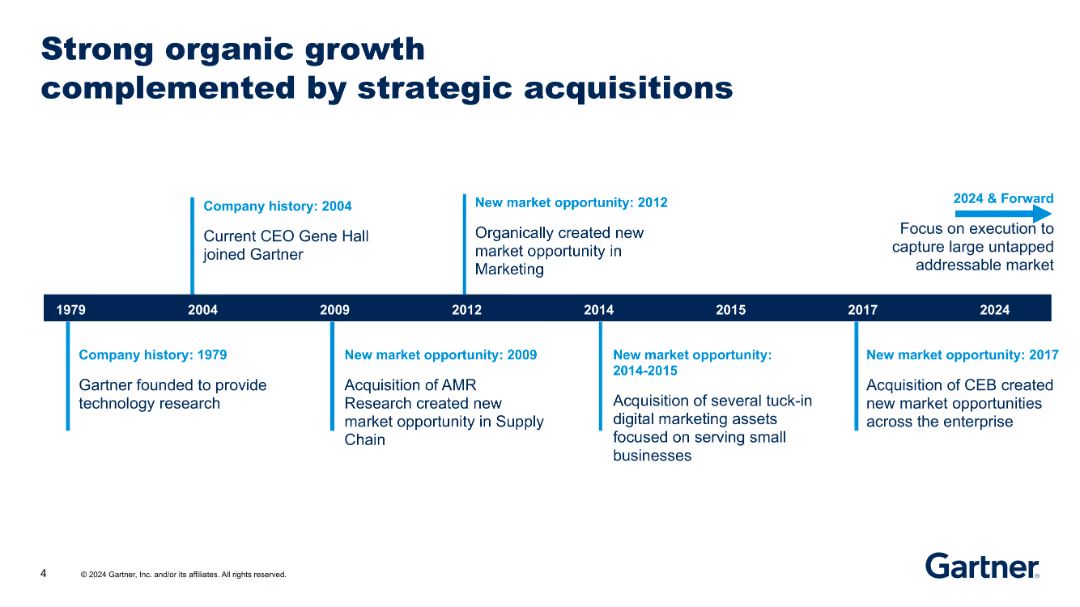 Strong organic growth
complemented by strategic acquisitions
Company history: 2004
Current CEO Gene Hall
joined Gartner
New market opportunity: 2012
Organically created new
market opportunity in
Marketing
2024 & Forward
Focus on execution to
capture large untapped
addressable market
1979 2004 2009 2012 2014 2015 2017 2024
Company history: 1979
Gartner founded to provide
technology research
New market opportunity: 2009
Acquisition of AMR
Research created new
market opportunity in Supply
Chain
New market opportunity:
2014-2015
Acquisition of several tuck-in
digital marketing assets
focused on serving small
businesses
New market opportunity: 2017
Acquisition of CEB created
new market opportunities
across the enterprise
4 © 2024 Gartner, Inc. and/or its affiliates. All rights reserved.
Gartner®